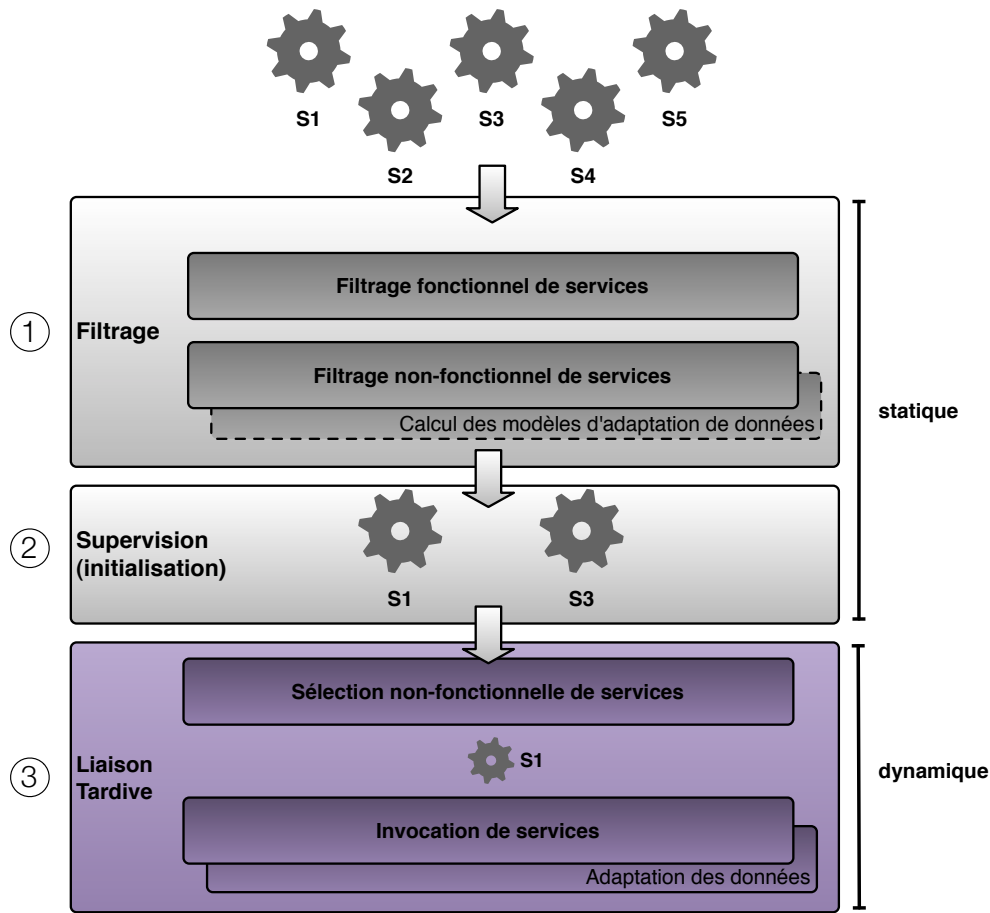 S1
S3
S5
S2
S4
Filtrage fonctionnel de services
1
Filtrage
Filtrage non-fonctionnel de services
Calcul des modèles d'adaptation de données
statique
2
Supervision
(initialisation)
S1
S3
Sélection non-fonctionnelle de services
S1
3
Liaison
Tardive
dynamique
Invocation de services
Adaptation des données